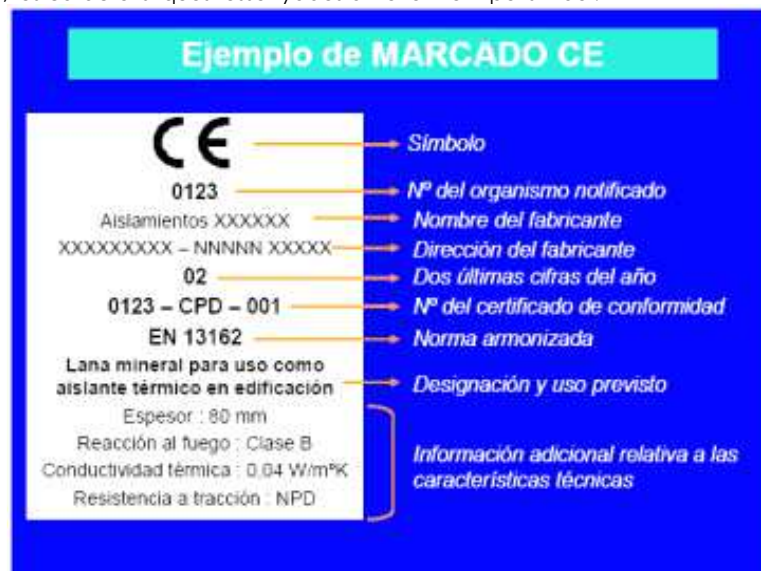 Ejemplo de MARCADO CE
CE
Símbolo
0123
Nº del organismo notificado
Aislamientos XXXXXX
Nombre del fabricante
XXXXXXXXX – NNNNN XXXXX
Dirección del fabricante
02
Dos últimas cifras del año
0123 – CPD – 001
Nº del certificado de conformidad
EN 13162
Norma armonizada
Lana mineral para uso como
aislante térmico en edificación
Designación y uso previsto
Espesor : 80 mm
Reacción al fuego : Clase B
Conductividad térmica : 0,04 W/mºK
Resistencia a tracción : NPD
Información adicional relativa a las
características técnicas